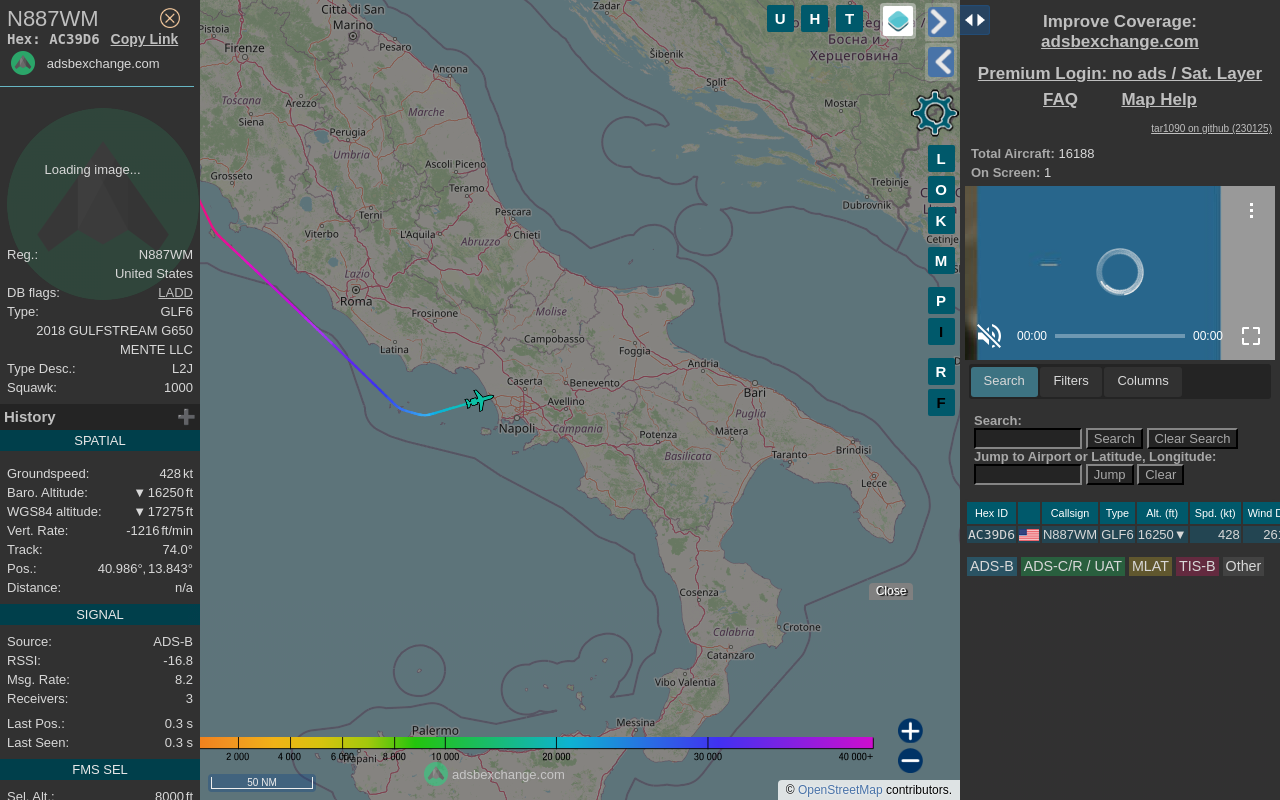 N887WM
Hex: AC39D6 Copy Link
adsbexchange.com
Loading image...
Reg.: N887WM
United States
DB flags: LADD
Type: GLF6
2018 GULFSTREAM G650
MENTE LLC
Type Desc.: L2J
Squawk: 1000
History
SPATIAL
Groundspeed: 428 kt
Baro. Altitude: ▼ 16250 ft
WGS84 altitude: ▼ 17275 ft
Vert. Rate: -1216 ft/min
Track: 74.0°
Pos.: 40.986°, 13.843°
Distance: n/a
SIGNAL
Source: ADS-B
RSSI: -16.8
Msg. Rate: 8.2
Receivers: 3
Last Pos.: 0.3 s
Last Seen: 0.3 s
FMS SEL
Sel. Alt.: 8000 ft
Pistoia
Firenze
Città di San
Marino
Pesaro
Ancona
Zadar
Šibenik
Split
Босна и
Херцеговина
Mostar
Trebinje
Dubrovnik
Cetinje
Toscana
Arezzo
Siena
Marche
Perugia
Umbria
Grosseto
Ascoli Piceno
Teramo
Terni
Pescara
Viterbo
L'Aquila
Chieti
Abruzzo
Lazio
Roma
Frosinone
Molise
Latina
Campobasso
Foggia
Andria
Bari
Caserta
Benevento
Avellino
Napoli
Campania
Puglia
Matera
Potenza
Basilicata
Taranto
Brindisi
Lecce
Cosenza
Crotone
Calabria
Catanzaro
Vibo Valentia
Messina
Palermo
Trapani
U H T
L
O
K
M
P
I
R
F
Close
2 000 4 000 6 000 8 000 10 000 20 000 30 000 40 000+
50 NM
adsbexchange.com
© OpenStreetMap contributors.
Improve Coverage:
adsbexchange.com
Premium Login: no ads / Sat. Layer
FAQ Map Help
tar1090 on github (230125)
Total Aircraft: 16188
On Screen: 1
00:00 00:00
Search Filters Columns
Search:
Search Clear Search
Jump to Airport or Latitude, Longitude:
Jump Clear
Hex ID Callsign Type Alt. (ft) Spd. (kt) Wind D
AC39D6 N887WM GLF6 16250▼ 428 261
ADS-B ADS-C/R / UAT MLAT TIS-B Other